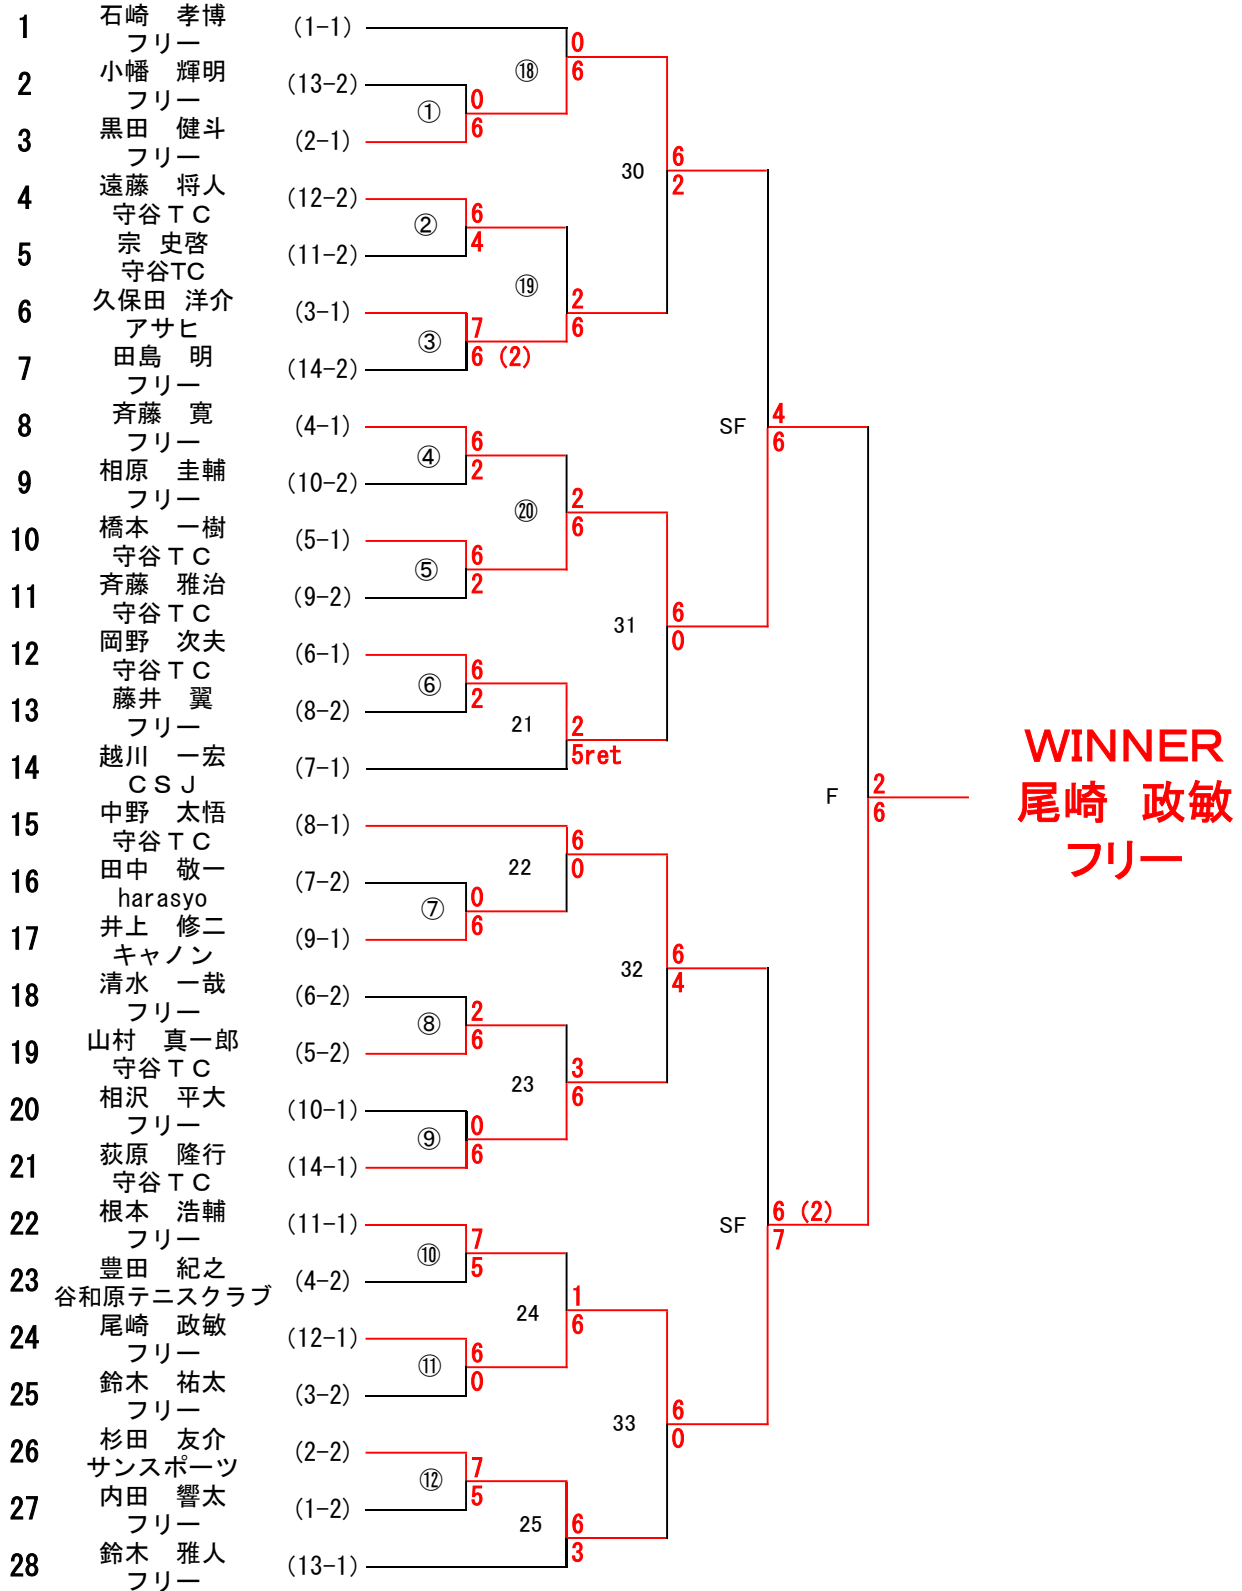 1 石崎　孝博 (1-1)
フリー
2 小幡　輝明 (13-2)
フリー
3 黒田　健斗 (2-1)
フリー
4 遠藤　将人 (12-2)
守谷ＴＣ
5 宗　史啓 (11-2)
守谷TC
6 久保田　洋介 (3-1)
アサヒ
7 田島　明 (14-2)
フリー
8 斉藤　寛 (4-1)
フリー
9 相原　圭輔 (10-2)
フリー
10 橋本　一樹 (5-1)
守谷ＴＣ
11 斉藤　雅治 (9-2)
守谷ＴＣ
12 岡野　次夫 (6-1)
守谷ＴＣ
13 藤井　翼 (8-2)
フリー
14 越川　一宏 (7-1)
ＣＳＪ
15 中野　太悟 (8-1)
守谷ＴＣ
16 田中　敬一 (7-2)
harasyo
17 井上　修二 (9-1)
キャノン
18 清水　一哉 (6-2)
フリー
19 山村　真一郎 (5-2)
守谷ＴＣ
20 相沢　平大 (10-1)
フリー
21 荻原　隆行 (14-1)
守谷ＴＣ
22 根本　浩輔 (11-1)
フリー
23 豊田　紀之 (4-2)
谷和原テニスクラブ
24 尾崎　政敏 (12-1)
フリー
25 鈴木　祐太 (3-2)
フリー
26 杉田　友介 (2-2)
サンスポーツ
27 内田　響太 (1-2)
フリー
28 鈴木　雅人 (13-1)
フリー
① 0
6
② 6
4
③ 7
6 (2)
④ 6
2
⑤ 6
2
⑥ 6
2
⑦ 0
6
⑧ 2
6
⑨ 0
6
⑩ 7
5
⑪ 6
0
⑫ 7
5
⑱ 0
6
⑲ 2
6
⑳ 2
6
21 2
5ret
22 6
0
23 3
6
24 1
6
25 6
3
30 6
2
31 6
0
32 6
4
33 6
0
SF 4
6
SF 6 (2)
7
F 2
6
WINNER
尾崎　政敏
フリー